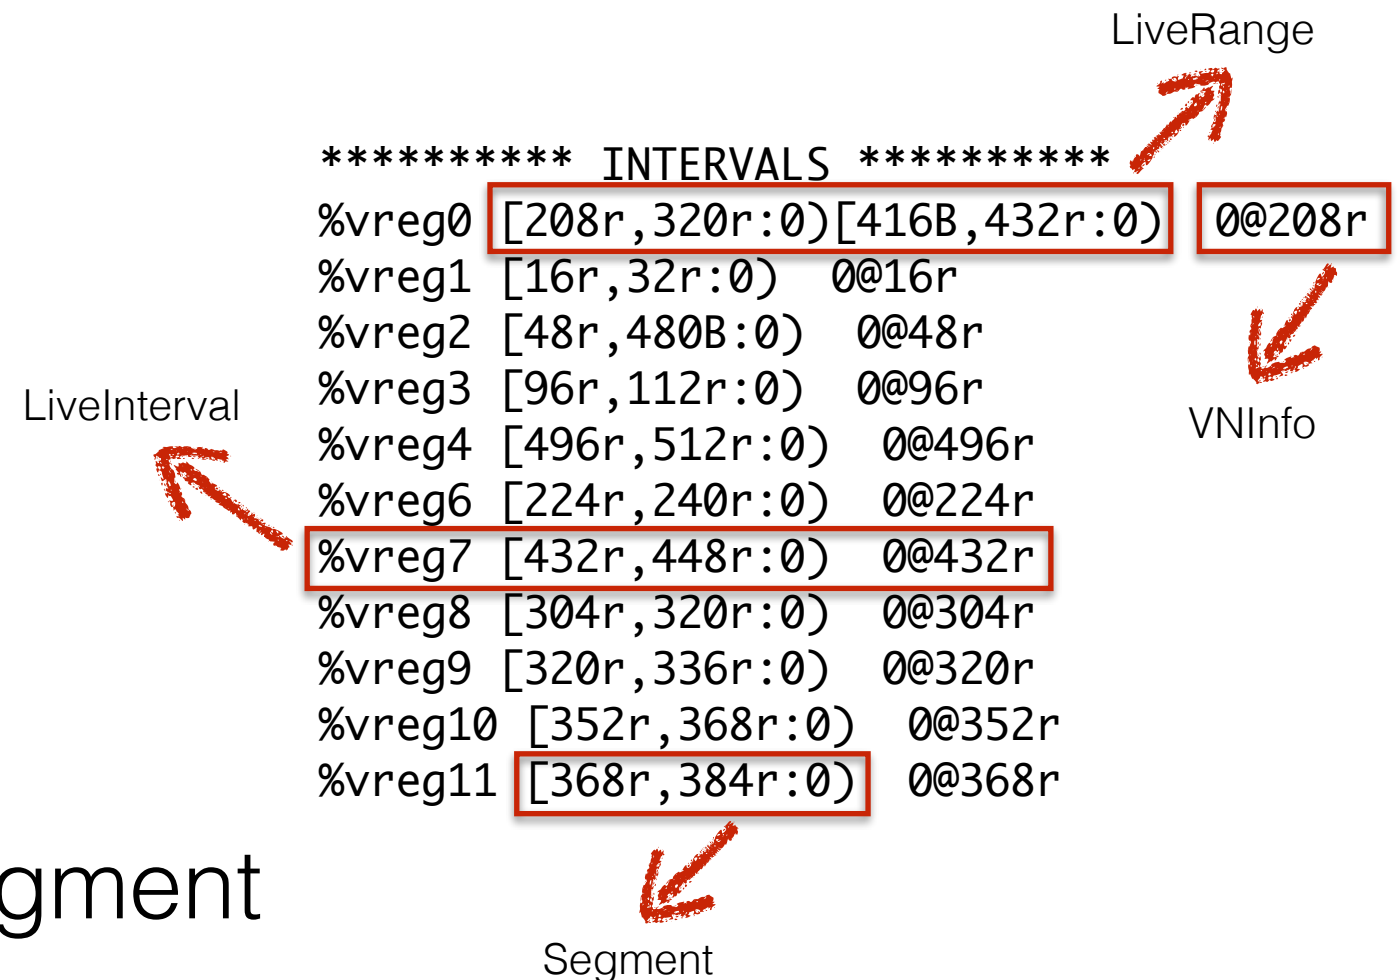 LiveRange
********** INTERVALS **********
%vreg0 [208r,320r:0)[416B,432r:0) 0@208r
%vreg1 [16r,32r:0) 0@16r
%vreg2 [48r,480B:0) 0@48r
%vreg3 [96r,112r:0) 0@96r
LiveInterval
VNInfo
%vreg4 [496r,512r:0) 0@496r
%vreg6 [224r,240r:0) 0@224r
%vreg7 [432r,448r:0) 0@432r
%vreg8 [304r,320r:0) 0@304r
%vreg9 [320r,336r:0) 0@320r
%vreg10 [352r,368r:0) 0@352r
%vreg11 [368r,384r:0) 0@368r
gment
Segment